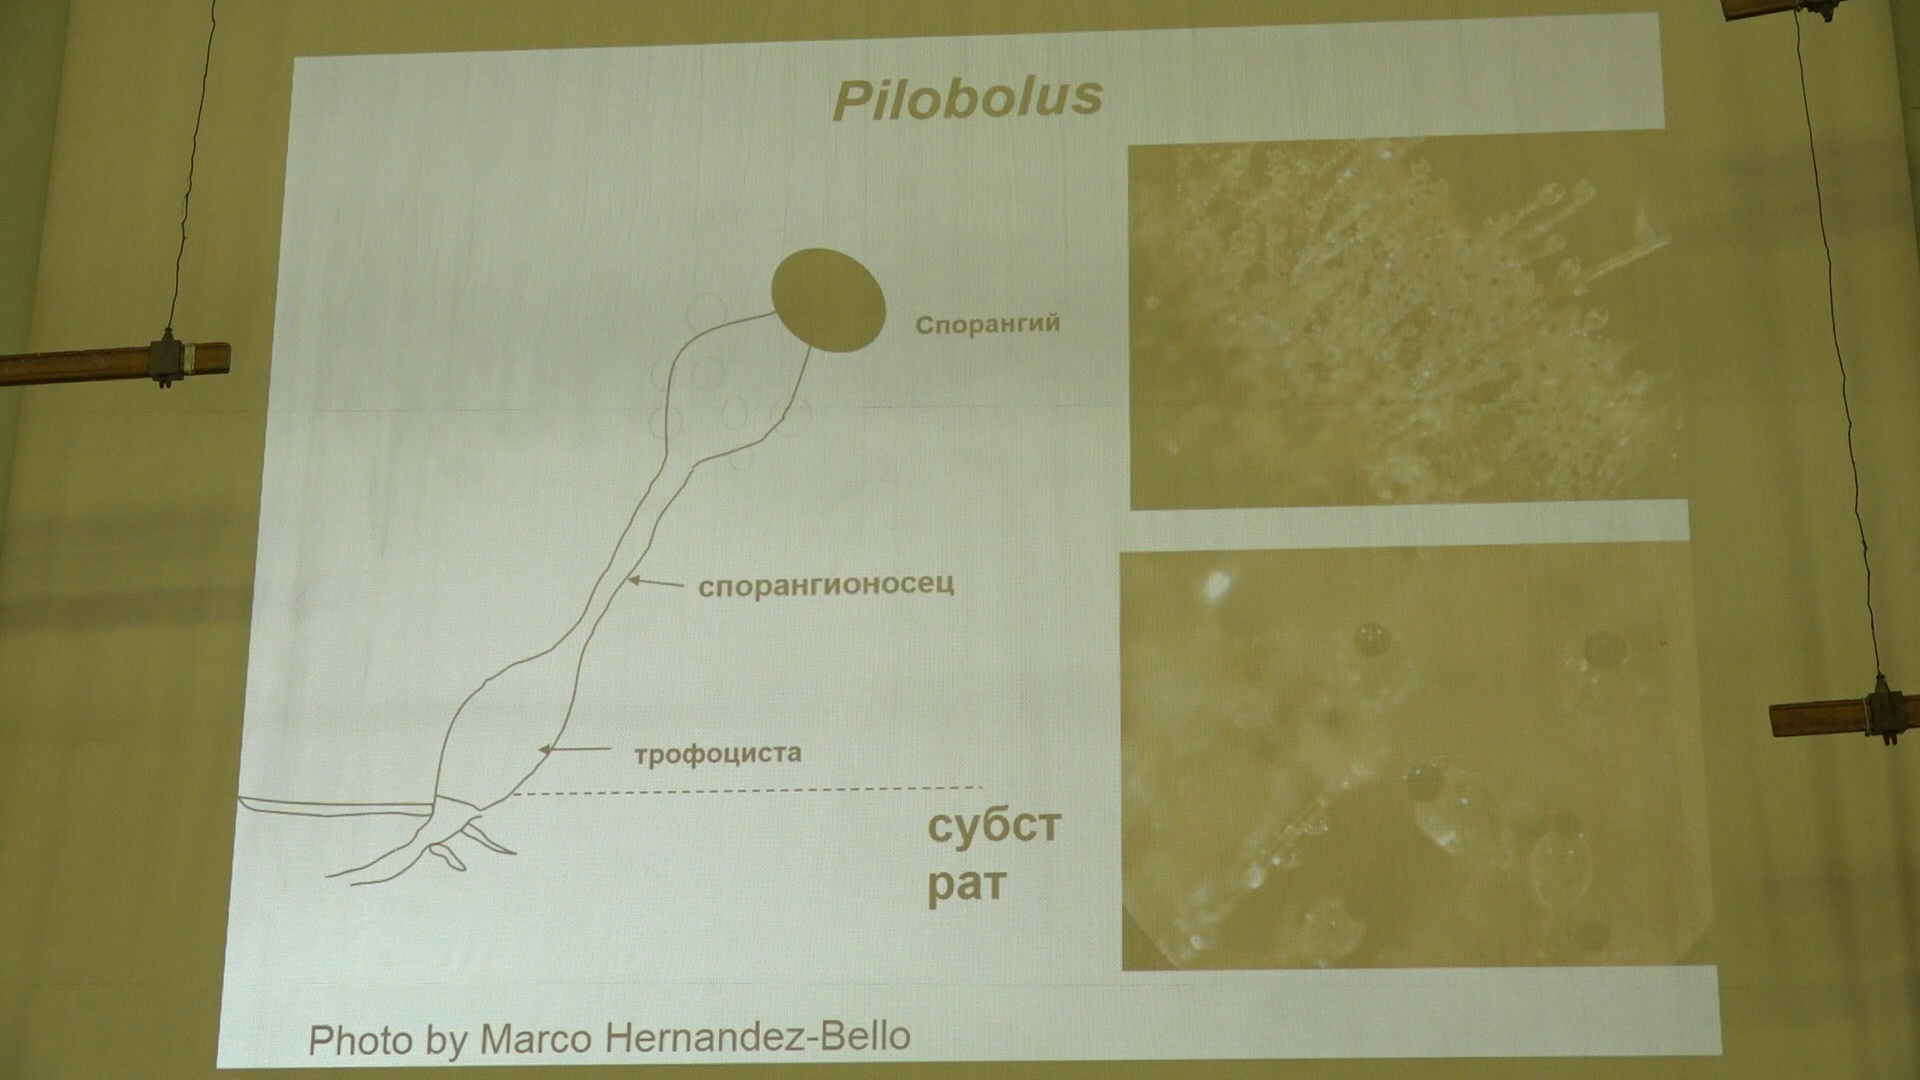 Pilobolus
Спорангий
спорангионосец
трофоциста
субст
рат
Photo by Marco Hernandez-Bello